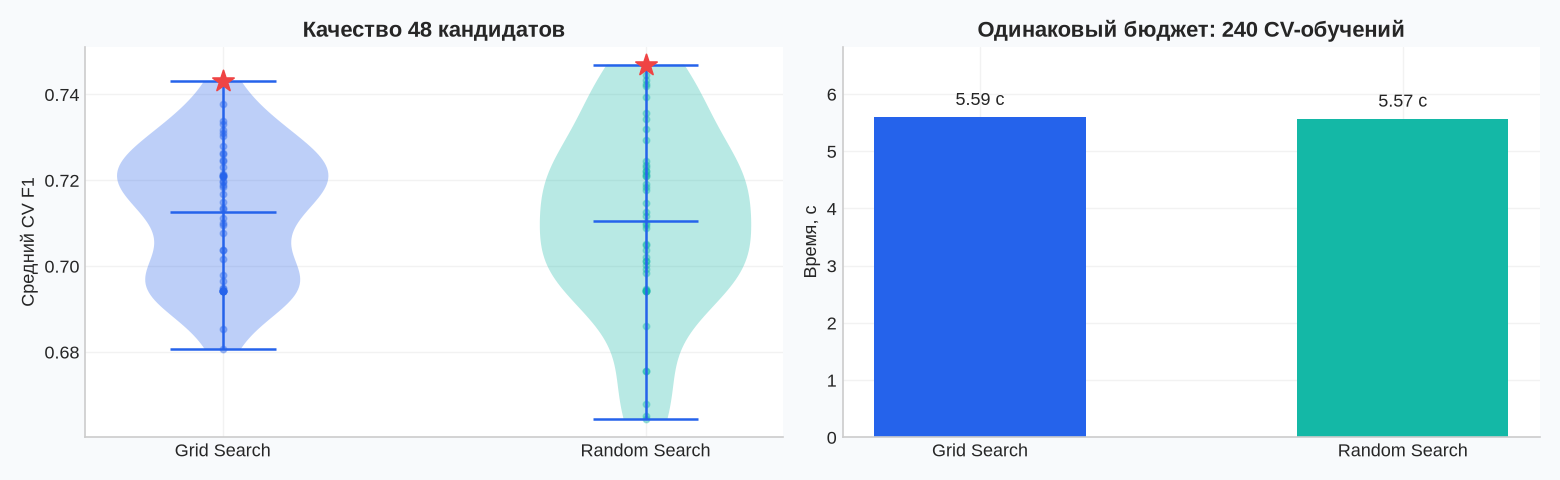 Качество 48 кандидатов
Средний CV F1
0.74
0.72
0.70
0.68
Grid Search
Random Search
Одинаковый бюджет: 240 CV-обучений
Время, с
6
5
4
3
2
1
0
5.59 с
5.57 с
Grid Search
Random Search